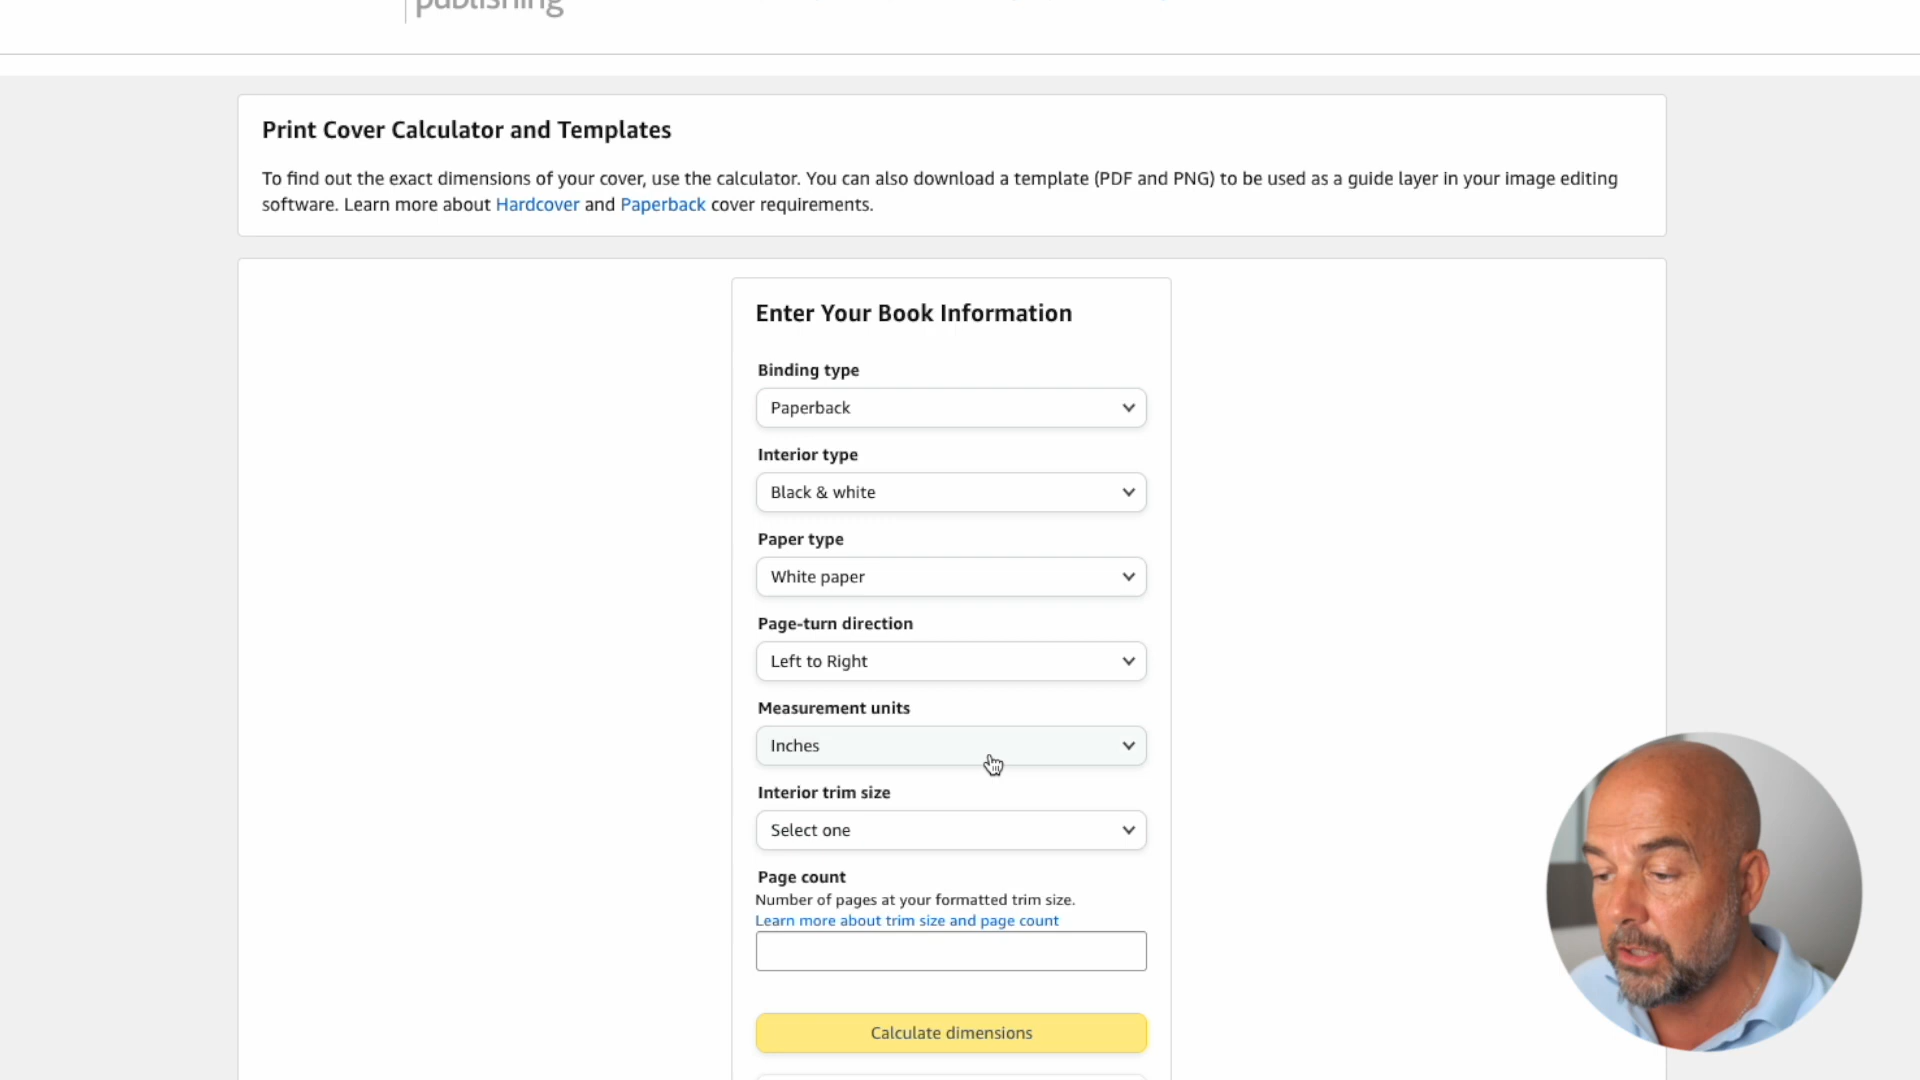 publishing
Print Cover Calculator and Templates
To find out the exact dimensions of your cover, use the calculator. You can also download a template (PDF and PNG) to be used as a guide layer in your image editing
software. Learn more about Hardcover and Paperback cover requirements.
Enter Your Book Information
Binding type
Paperback
Interior type
Black & white
Paper type
White paper
Page-turn direction
Left to Right
Measurement units
Inches
Interior trim size
Select one
Page count
Number of pages at your formatted trim size.
Learn more about trim size and page count
Calculate dimensions